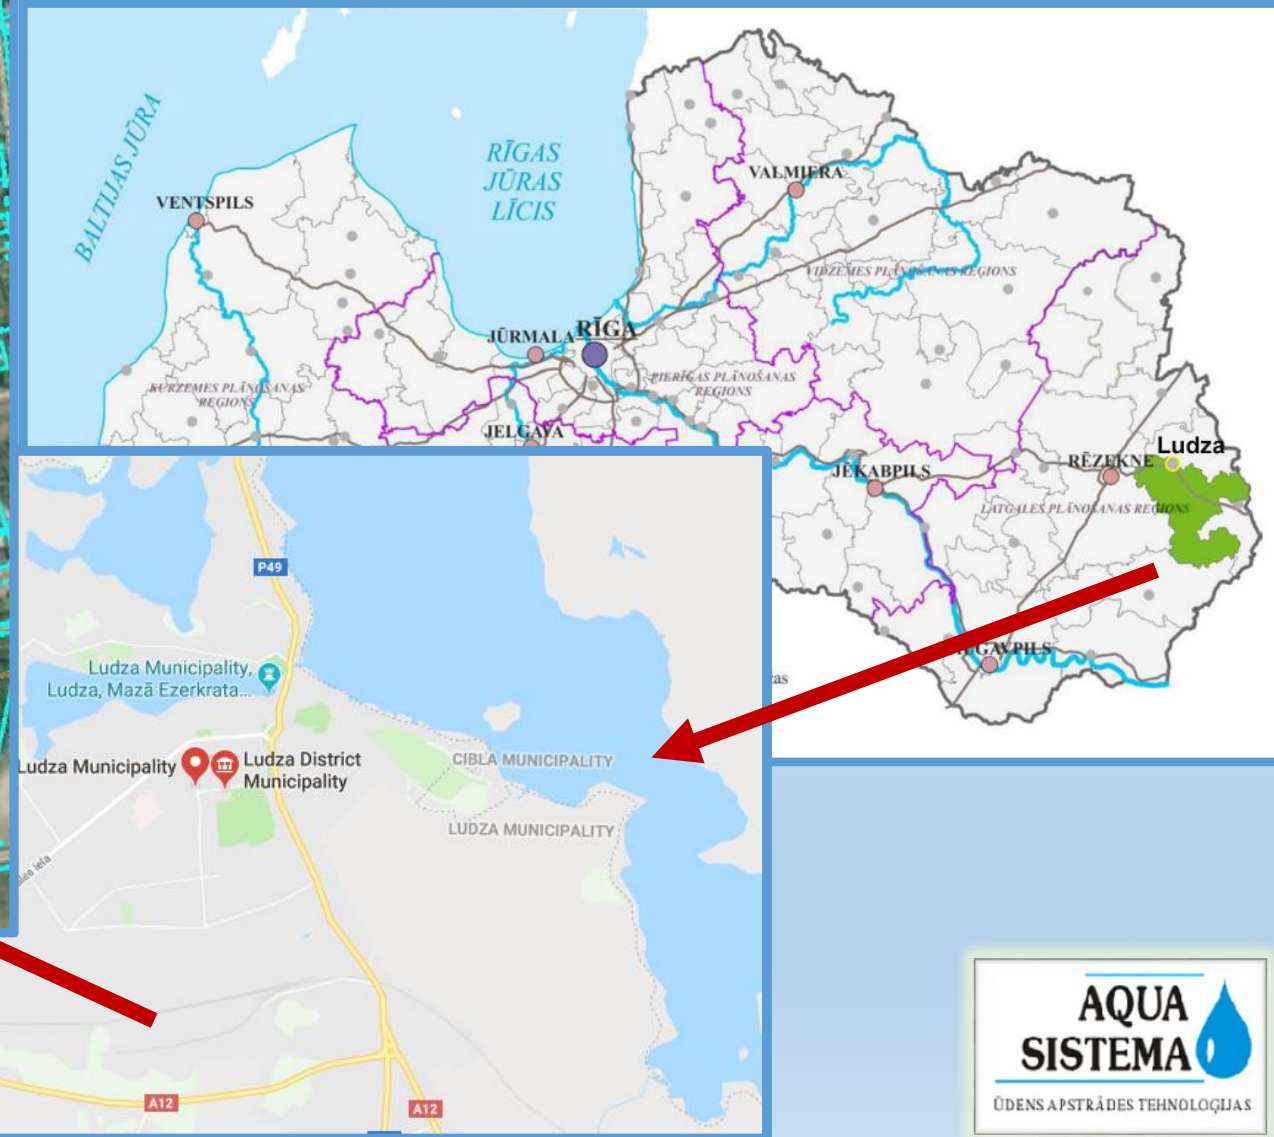 BALTIJAS JŪRA
RĪGAS
JŪRAS
LĪCIS
VENTSPILS
VALMIERA
VIDZEMES PLĀNOŠANAS REĢIONS
JŪRMALA
RĪGA
KURZEMES PLĀNOŠANAS
REĢIONS
PIERĪGAS PLĀNOŠANAS
REGIONS
JELGAVA
JĒKABPILS
RĒZEKNE
Ludza
LATGALES PLĀNOŠANAS REĢIONS
P49
Ludza Municipality,
Ludza, Mazā Ezerkrata...
Ludza Municipality
Ludza District
Municipality
CIBLA MUNICIPALITY
LUDZA MUNICIPALITY
iela
A12
A12
AQUA
SISTEMA
ŪDENS APSTRĀDES TEHNOLOĢIJAS